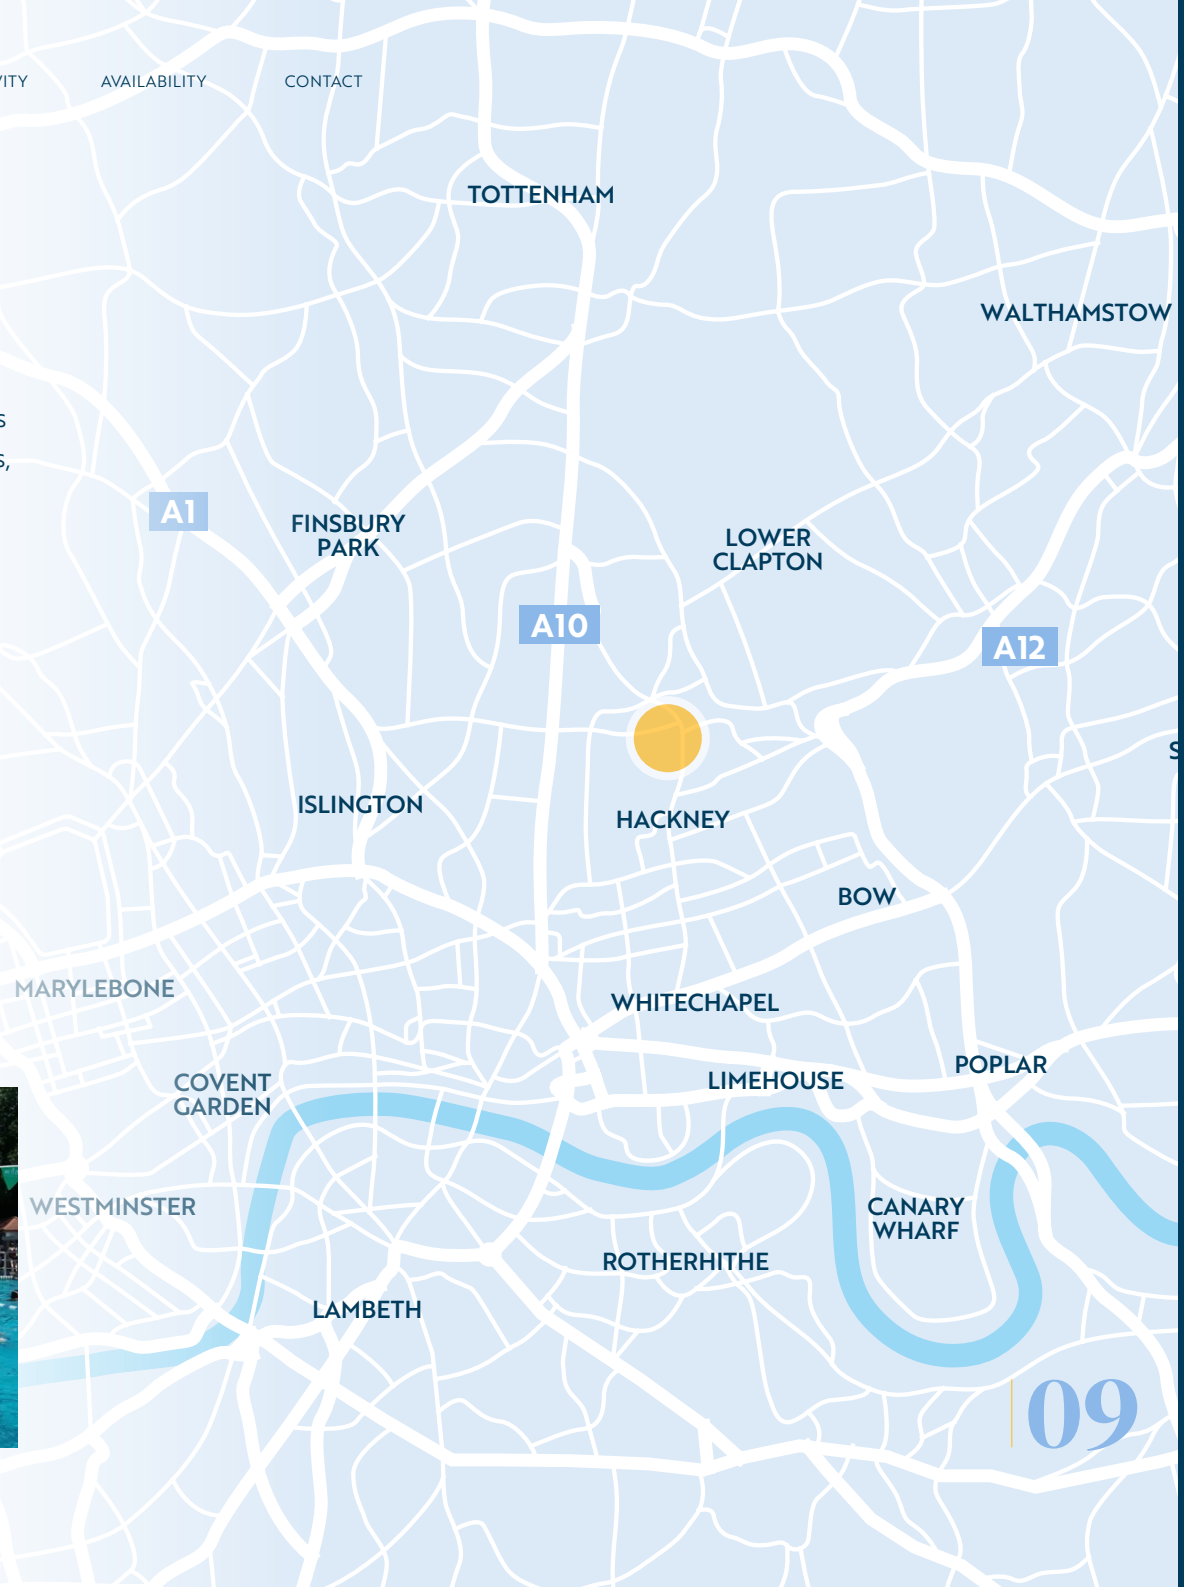 AVAILABILITY
CONTACT
TOTTENHAM
WALTHAMSTOW
A1
FINSBURY
PARK
LOWER
CLAPTON
A10
A12
ISLINGTON
HACKNEY
BOW
MARYLEBONE
WHITECHAPEL
POPLAR
LIMEHOUSE
COVENT
GARDEN
WESTMINSTER
CANARY
WHARF
ROTHERHITHE
LAMBETH
09